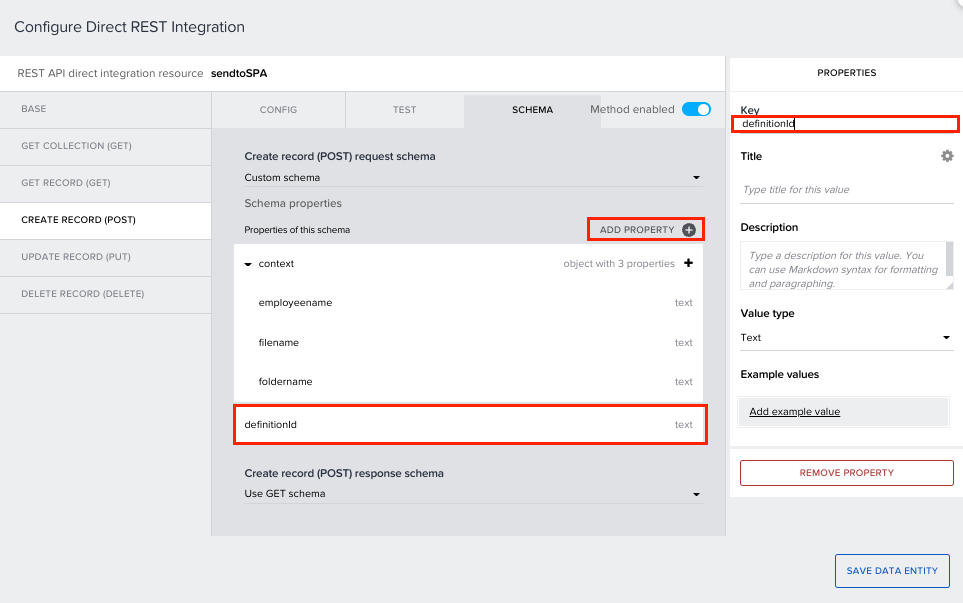 Configure Direct REST Integration
REST API direct integration resource sendtoSPA
BASE
GET COLLECTION (GET)
GET RECORD (GET)
CREATE RECORD (POST)
UPDATE RECORD (PUT)
DELETE RECORD (DELETE)
CONFIG
TEST
SCHEMA
Method enabled
Create record (POST) request schema
Custom schema
Schema properties
Properties of this schema
ADD PROPERTY
context
object with 3 properties
employeename
text
filename
text
foldername
text
definitionId
text
Create record (POST) response schema
Use GET schema
PROPERTIES
Key
definitionId
Title
Type title for this value
Description
Type a description for this value. You
can use Markdown syntax for formatting
and paragraphing.
Value type
Text
Example values
Add example value
REMOVE PROPERTY
SAVE DATA ENTITY